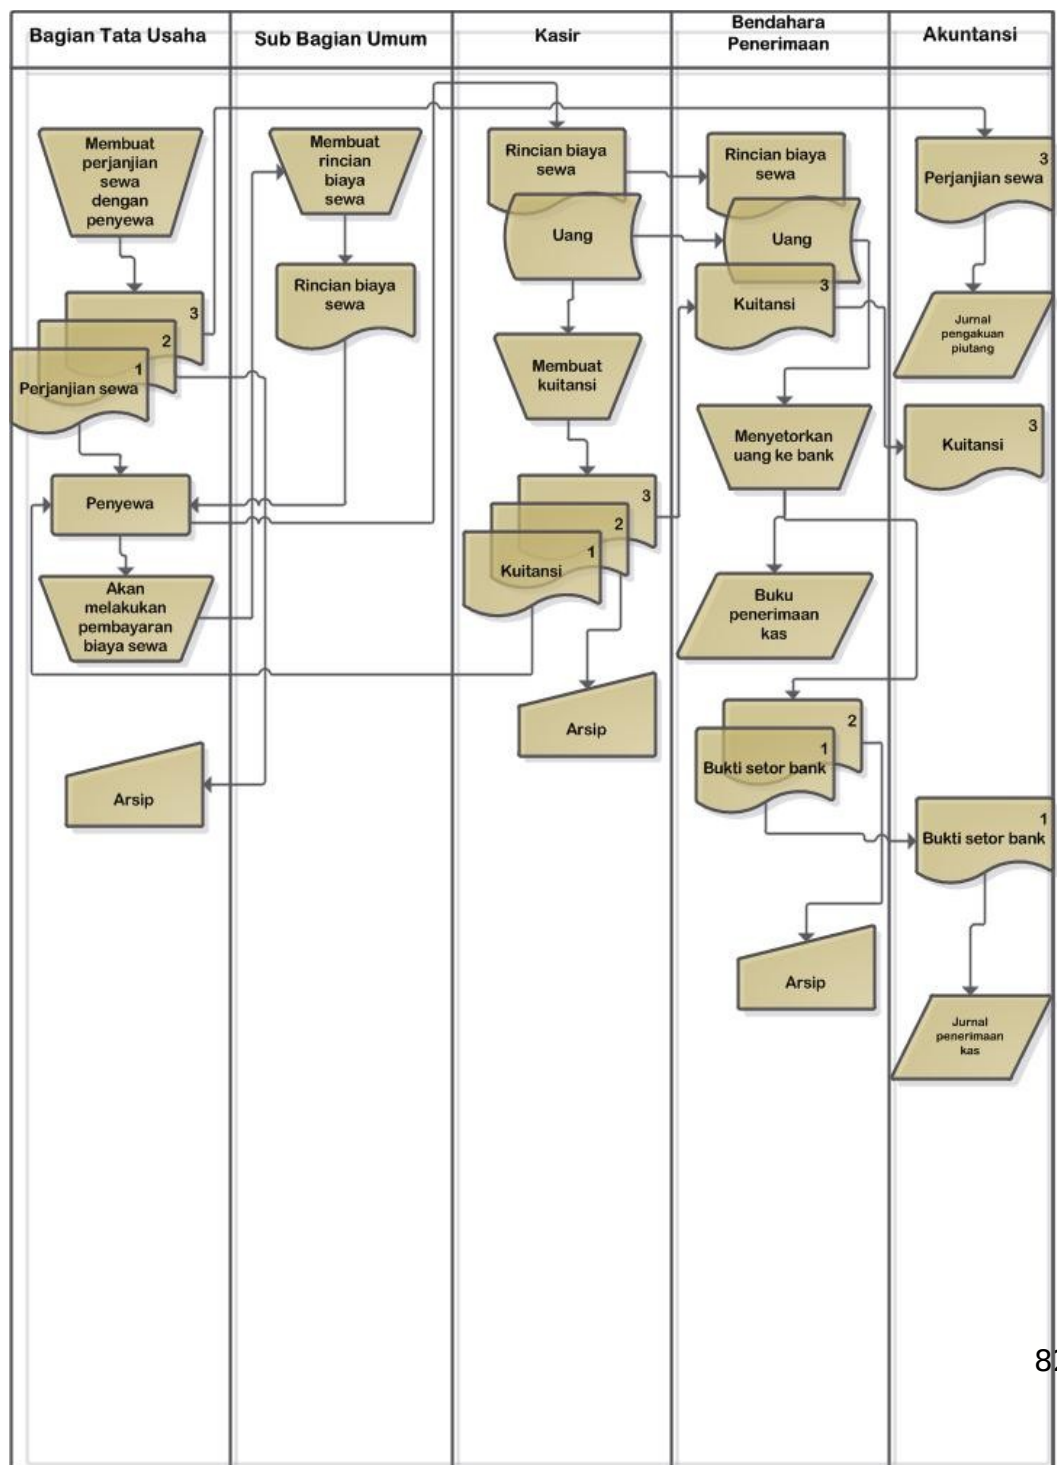 Bagian Tata Usaha
Sub Bagian Umum
Kasir
Bendahara
Penerimaan
Akuntansi
Membuat
perjanjian
sewa
dengan
penyewa
3
2
1
Perjanjian sewa
Penyewa
Akan
melakukan
pembayaran
biaya sewa
Arsip
Membuat
rincian
biaya
sewa
Rincian biaya
sewa
Rincian biaya
sewa
Uang
Membuat
kuitansi
3
2
1
Kuitansi
Arsip
Rincian biaya
sewa
Uang
3
Kuitansi
Menyetorkan
uang ke bank
Buku
penerimaan
kas
2
1
Bukti setor bank
Arsip
3
Perjanjian sewa
Jurnal
pengakuan
piutang
3
Kuitansi
1
Bukti setor bank
Jurnal
penerimaan
kas
82